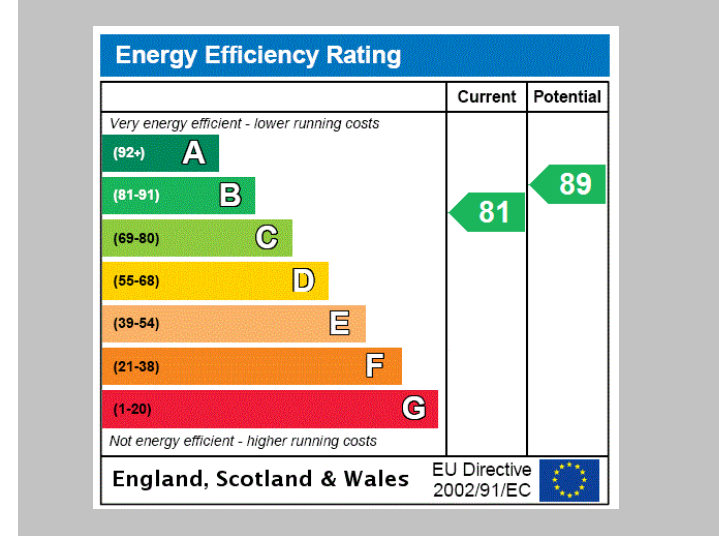 Energy Efficiency Rating
Current Potential
Very energy efficient - lower running costs
(92+) A
(81-91) B
(69-80) C
(55-68) D
(39-54) E
(21-38) F
(1-20) G
81
89
Not energy efficient - higher running costs
England, Scotland & Wales
EU Directive
2002/91/EC